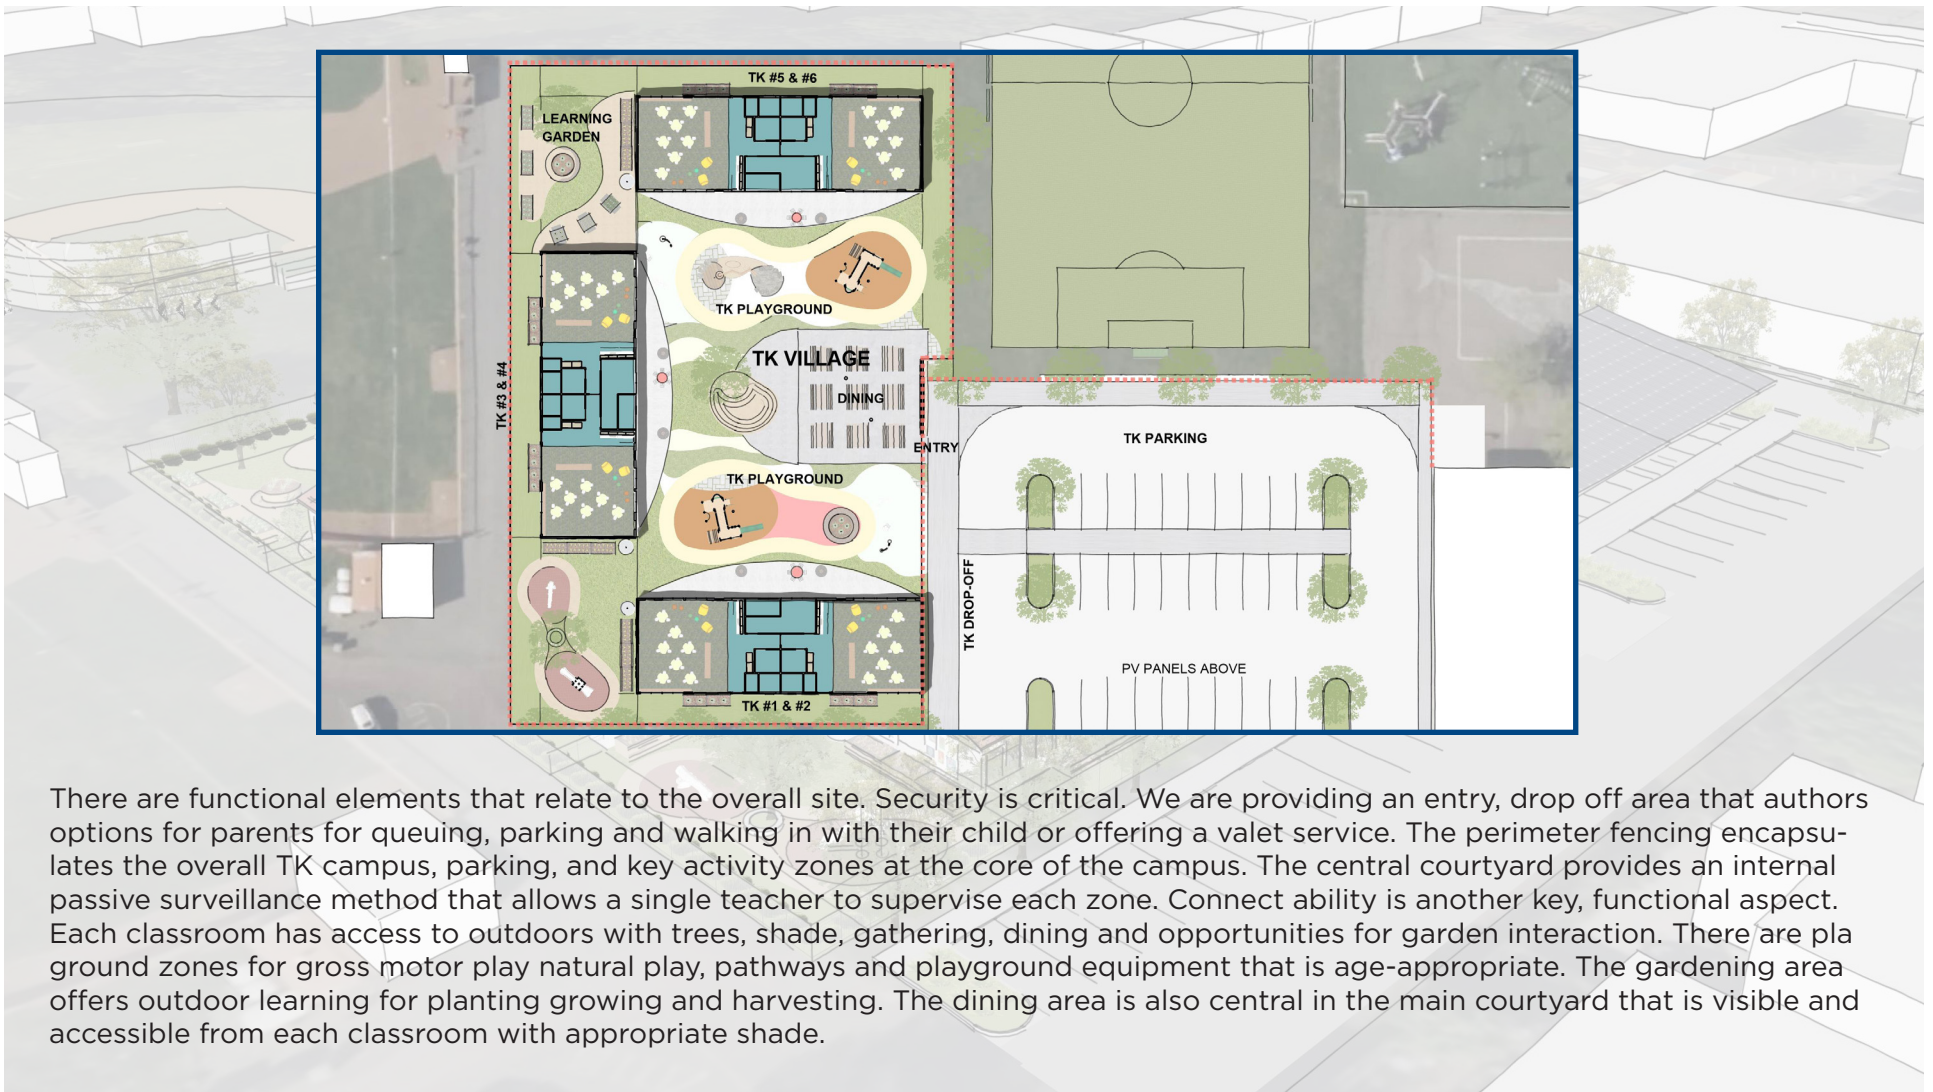 TK #5 & #6
LEARNING
GARDEN
TK PLAYGROUND
TK #3 & #4
TK VILLAGE
DINING
ENTRY
TK PARKING
TK PLAYGROUND
TK DROP-OFF
PV PANELS ABOVE
TK #1 & #2
There are functional elements that relate to the overall site. Security is critical. We are providing an entry, drop off area that authors
options for parents for queuing, parking and walking in with their child or offering a valet service. The perimeter fencing encapsu-
lates the overall TK campus, parking, and key activity zones at the core of the campus. The central courtyard provides an internal
passive surveillance method that allows a single teacher to supervise each zone. Connect ability is another key, functional aspect.
Each classroom has access to outdoors with trees, shade, gathering, dining and opportunities for garden interaction. There are pla
ground zones for gross motor play natural play, pathways and playground equipment that is age-appropriate. The gardening area
offers outdoor learning for planting growing and harvesting. The dining area is also central in the main courtyard that is visible and
accessible from each classroom with appropriate shade.